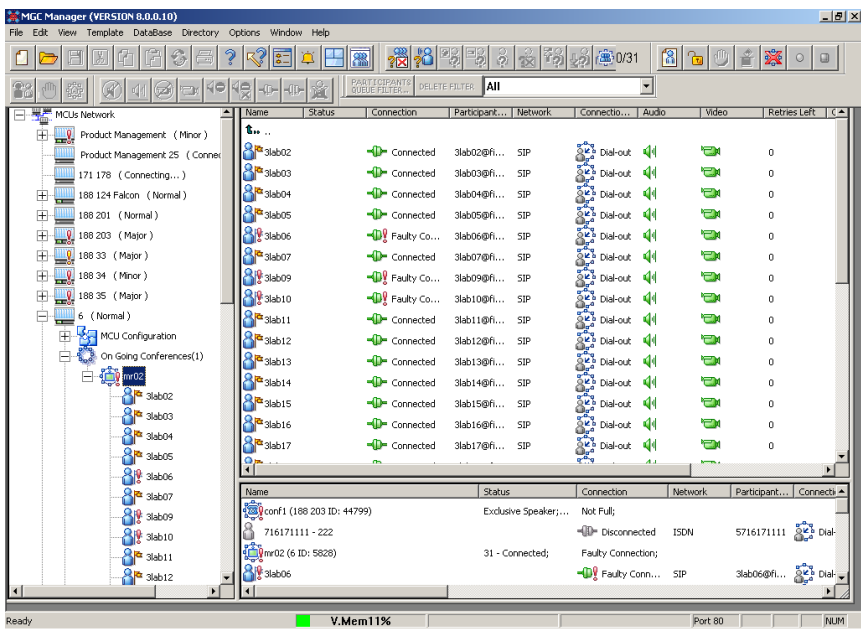 MGC Manager (VERSION 8.0.0.10)
File Edit View Template DataBase Directory Options Window Help
0/31
PARTICIPANTS QUEUE FILTER... DELETE FILTER All
MCUs Network
Product Management ( Minor )
Product Management 25 ( Connec
171 178 ( Connecting... )
188 124 Falcon ( Normal )
188 201 ( Normal )
188 203 ( Major )
188 33 ( Major )
188 34 ( Minor )
188 35 ( Major )
6 ( Normal )
MCU Configuration
On Going Conferences(1)
mr02
3lab02
3lab03
3lab04
3lab05
3lab06
3lab07
3lab09
3lab10
3lab11
3lab12
Name Status Connection Participant... Network Connectio... Audio Video Retries Left
..
3lab02 Connected 3lab02@fi... SIP Dial-out 0
3lab03 Connected 3lab03@fi... SIP Dial-out 0
3lab04 Connected 3lab04@fi... SIP Dial-out 0
3lab05 Connected 3lab05@fi... SIP Dial-out 0
3lab06 Faulty Co... 3lab06@fi... SIP Dial-out 0
3lab07 Connected 3lab07@fi... SIP Dial-out 0
3lab09 Faulty Co... 3lab09@fi... SIP Dial-out 0
3lab10 Faulty Co... 3lab10@fi... SIP Dial-out 0
3lab11 Connected 3lab11@fi... SIP Dial-out 0
3lab12 Connected 3lab12@fi... SIP Dial-out 0
3lab13 Connected 3lab13@fi... SIP Dial-out 0
3lab14 Connected 3lab14@fi... SIP Dial-out 0
3lab15 Connected 3lab15@fi... SIP Dial-out 0
3lab16 Connected 3lab16@fi... SIP Dial-out 0
3lab17 Connected 3lab17@fi... SIP Dial-out 0
Name Status Connection Network Participant... Connecti
conf1 (188 203 ID: 44799) Exclusive Speaker;... Not Full;
716171111 - 222 Disconnected ISDN 5716171111 Dial-
mr02 (6 ID: 5828) 31 - Connected; Faulty Connection;
3lab06 Faulty Conn... SIP 3lab06@fi... Dial-
Ready V.Mem11% Port 80 NUM